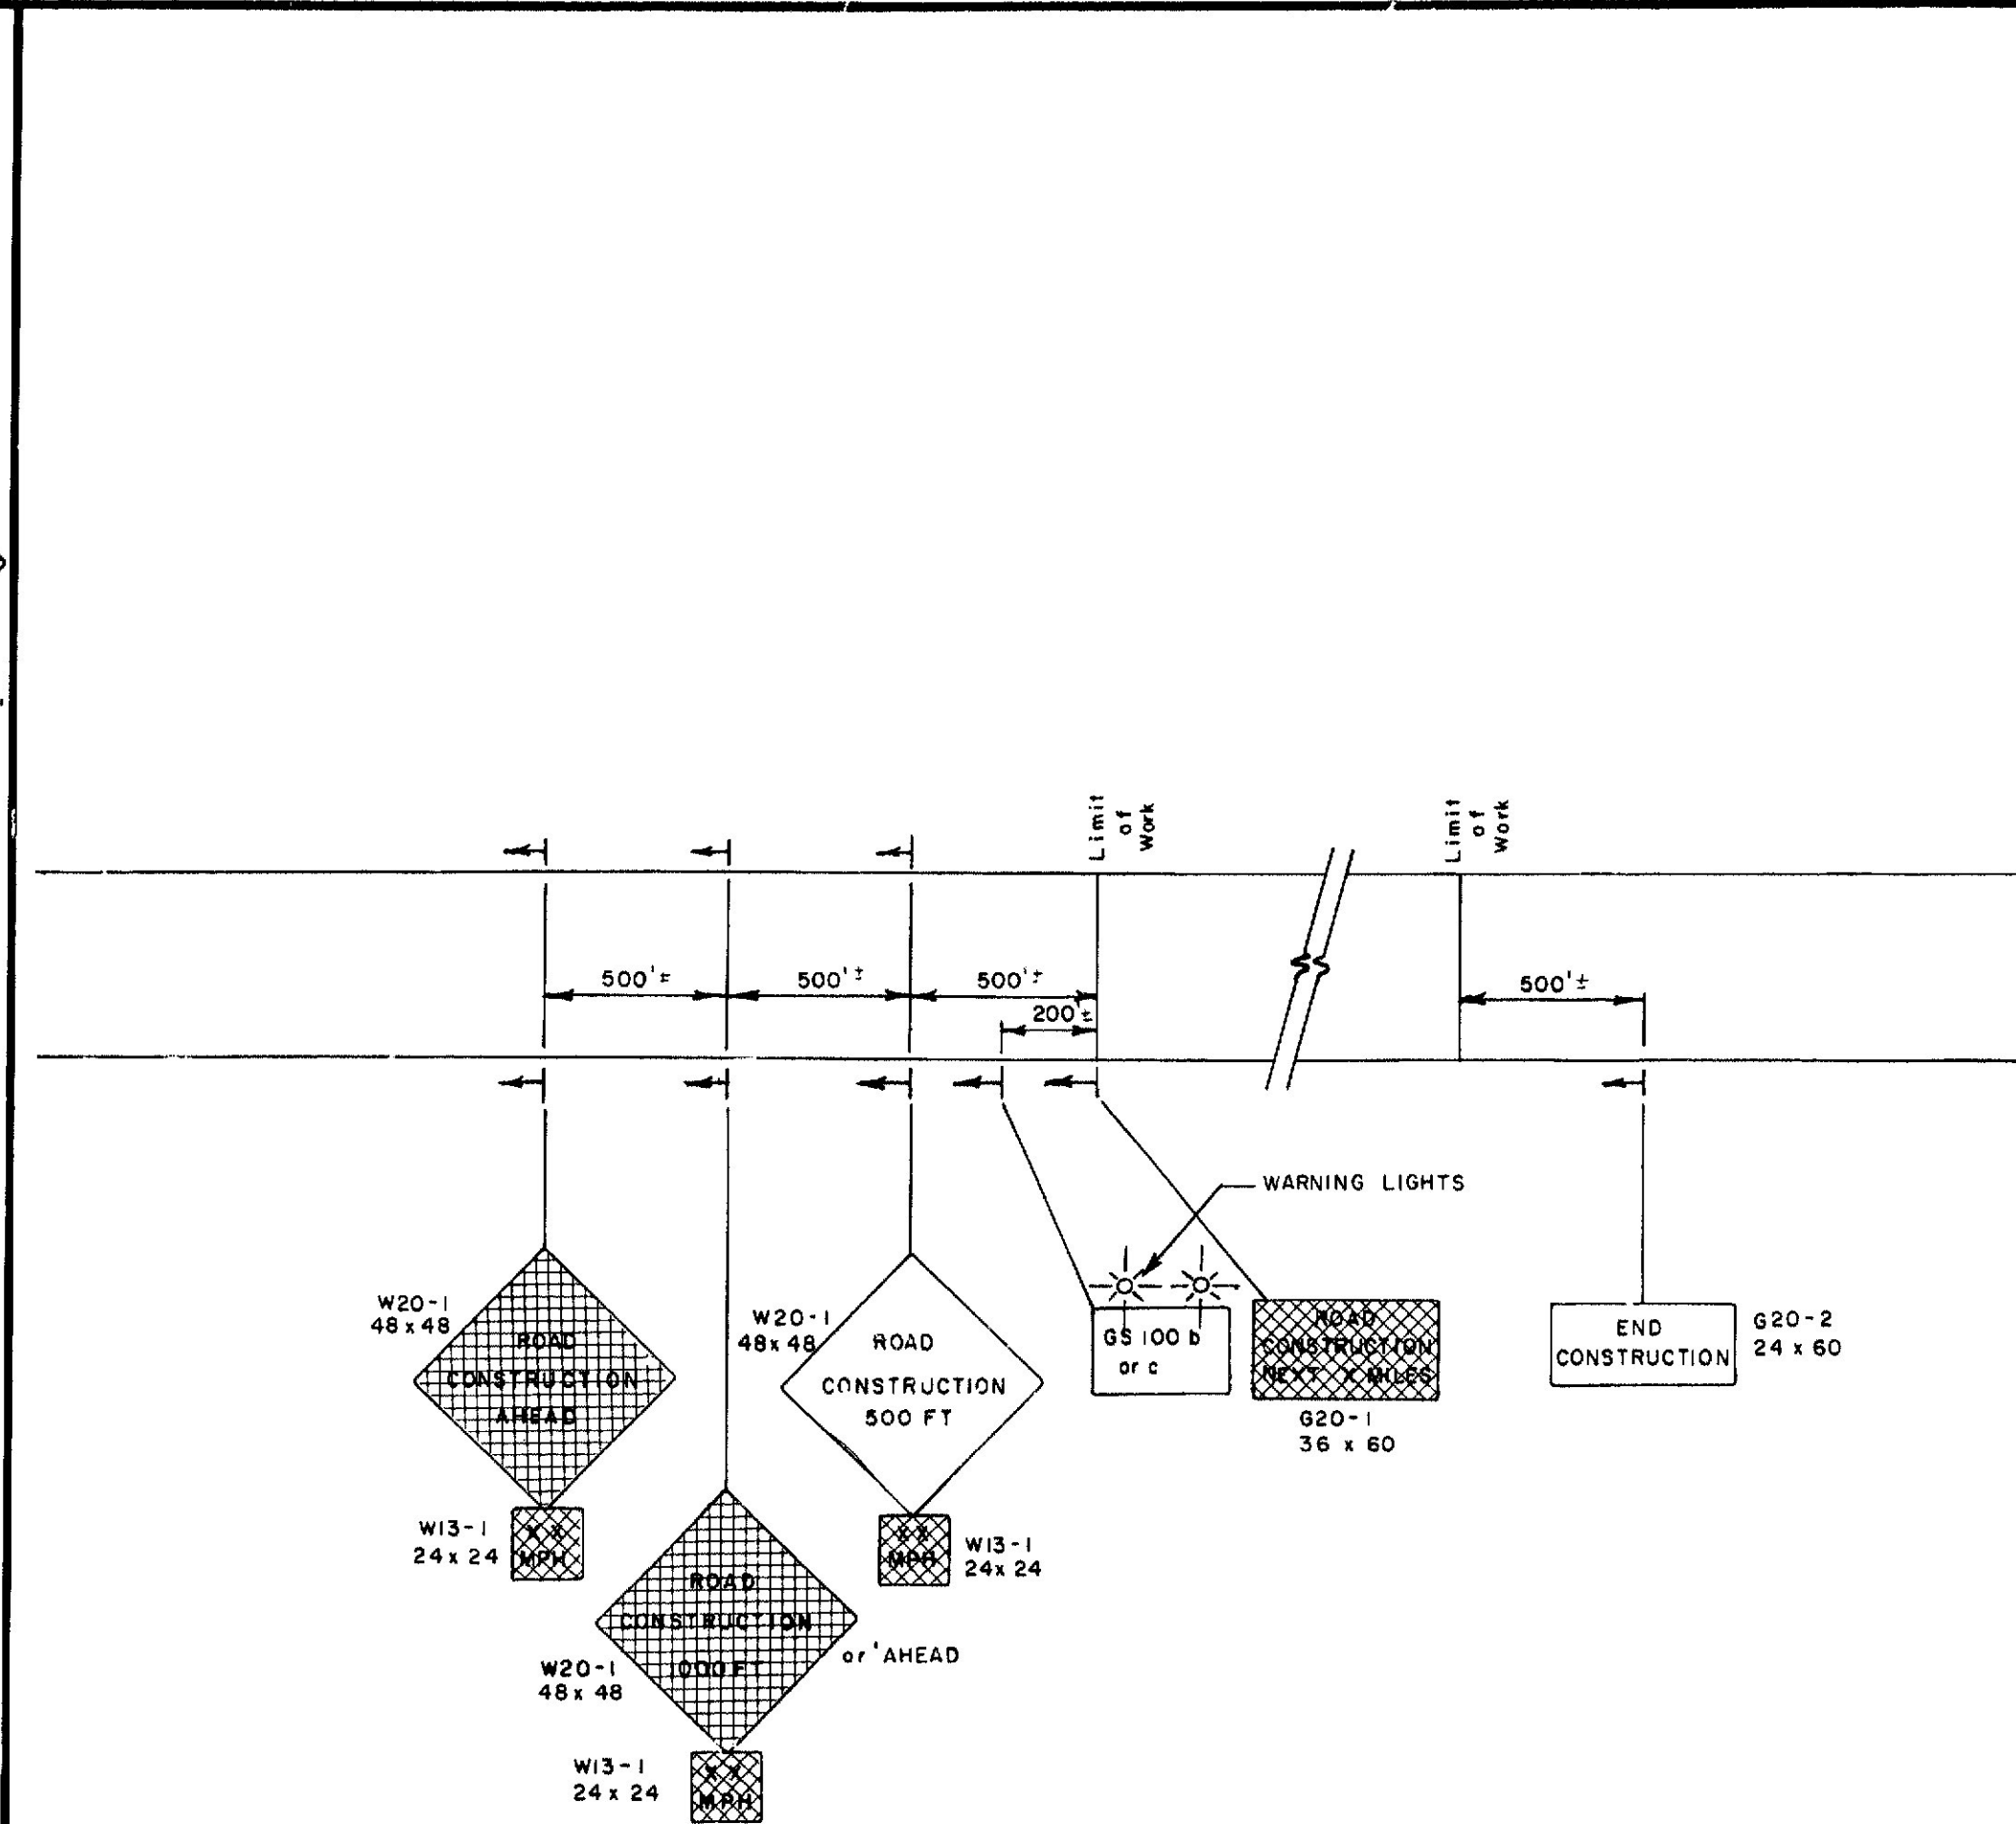 Limit
of
Work
Limit
of
Work
500'±
500'±
500'±
500'±
200'±
WARNING LIGHTS
W20-1
48 x 48
ROAD
CONSTRUCTION
AHEAD
W20-1
48 x 48
ROAD
CONSTRUCTION
500 FT
GS 100 b
or c
ROAD
CONSTRUCTION
NEXT X MILES
G20-1
36 x 60
END
CONSTRUCTION
G20-2
24 x 60
W13-1
24 x 24
X X
MPH
X X
MPH
W13-1
24 x 24
ROAD
CONSTRUCTION
1000 FT
or 'AHEAD
W20-1
48 x 48
W13-1
24 x 24
X X
MPH